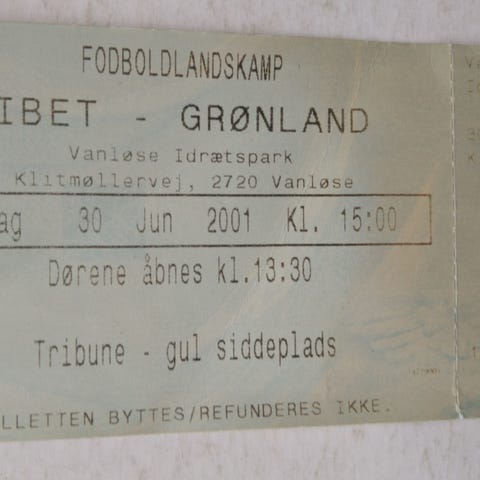 FODBOLDLANDSKAMP
IBET - GRØNLAND
Vanløse Idrætspark
Klitmøllervej, 2720 Vanløse
ag 30 Jun 2001 Kl. 15:00
Dørene åbnes kl.13:30
Tribune - gul siddeplads
LLETTEN BYTTES/REFUNDERES IKKE.